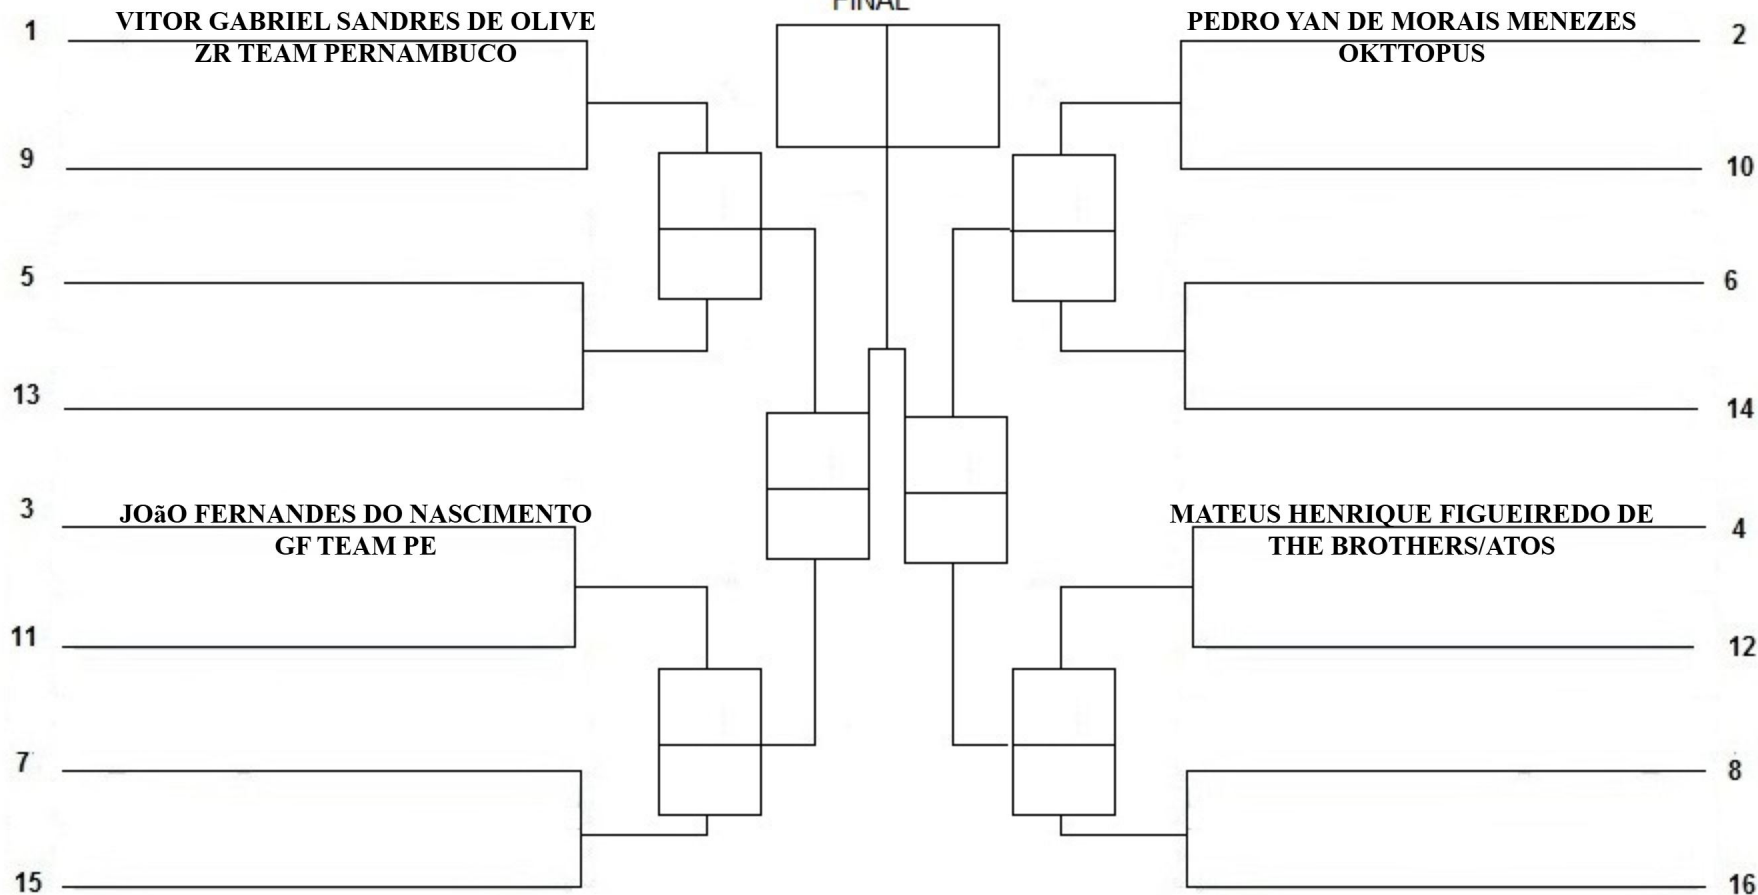 FINAL
1
VITOR GABRIEL SANDRES DE OLIVE
ZR TEAM PERNAMBUCO
9
5
13
3
JOãO FERNANDES DO NASCIMENTO
GF TEAM PE
11
7
15
PEDRO YAN DE MORAIS MENEZES
OKTTOPUS
2
10
6
14
MATEUS HENRIQUE FIGUEIREDO DE
THE BROTHERS/ATOS
4
12
8
16